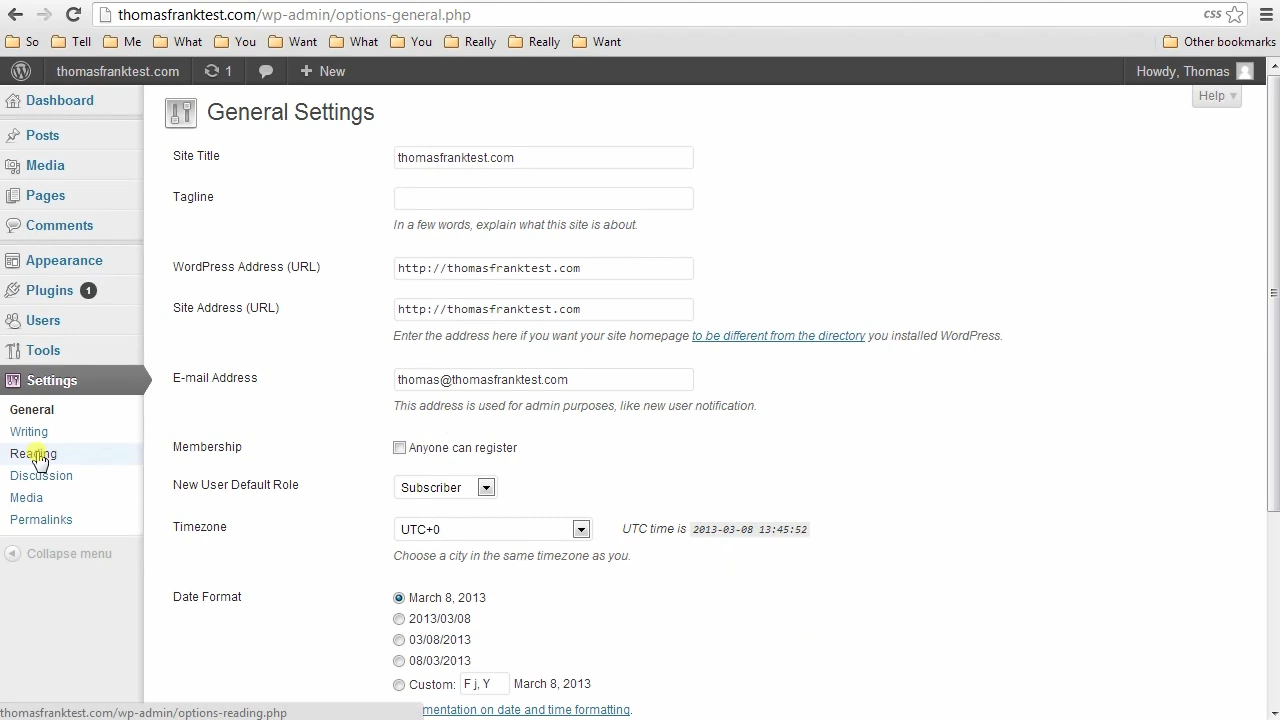 thomasfranktest.com/wp-admin/options-general.php
css
So Tell Me What You Want What You Really Really Want Other bookmarks
thomasfranktest.com 1 + New Howdy, Thomas
Help
Dashboard
Posts
Media
Pages
Comments
Appearance
Plugins 1
Users
Tools
Settings
General
Writing
Reading
Discussion
Media
Permalinks
Collapse menu
General Settings
Site Title thomasfranktest.com
Tagline
In a few words, explain what this site is about.
WordPress Address (URL) http://thomasfranktest.com
Site Address (URL) http://thomasfranktest.com
Enter the address here if you want your site homepage to be different from the directory you installed WordPress.
E-mail Address thomas@thomasfranktest.com
This address is used for admin purposes, like new user notification.
Membership Anyone can register
New User Default Role Subscriber
Timezone UTC+0 UTC time is 2013-03-08 13:45:52
Choose a city in the same timezone as you.
Date Format March 8, 2013
2013/03/08
03/08/2013
08/03/2013
Custom: F j, Y March 8, 2013
mentation on date and time formatting.
thomasfranktest.com/wp-admin/options-reading.php